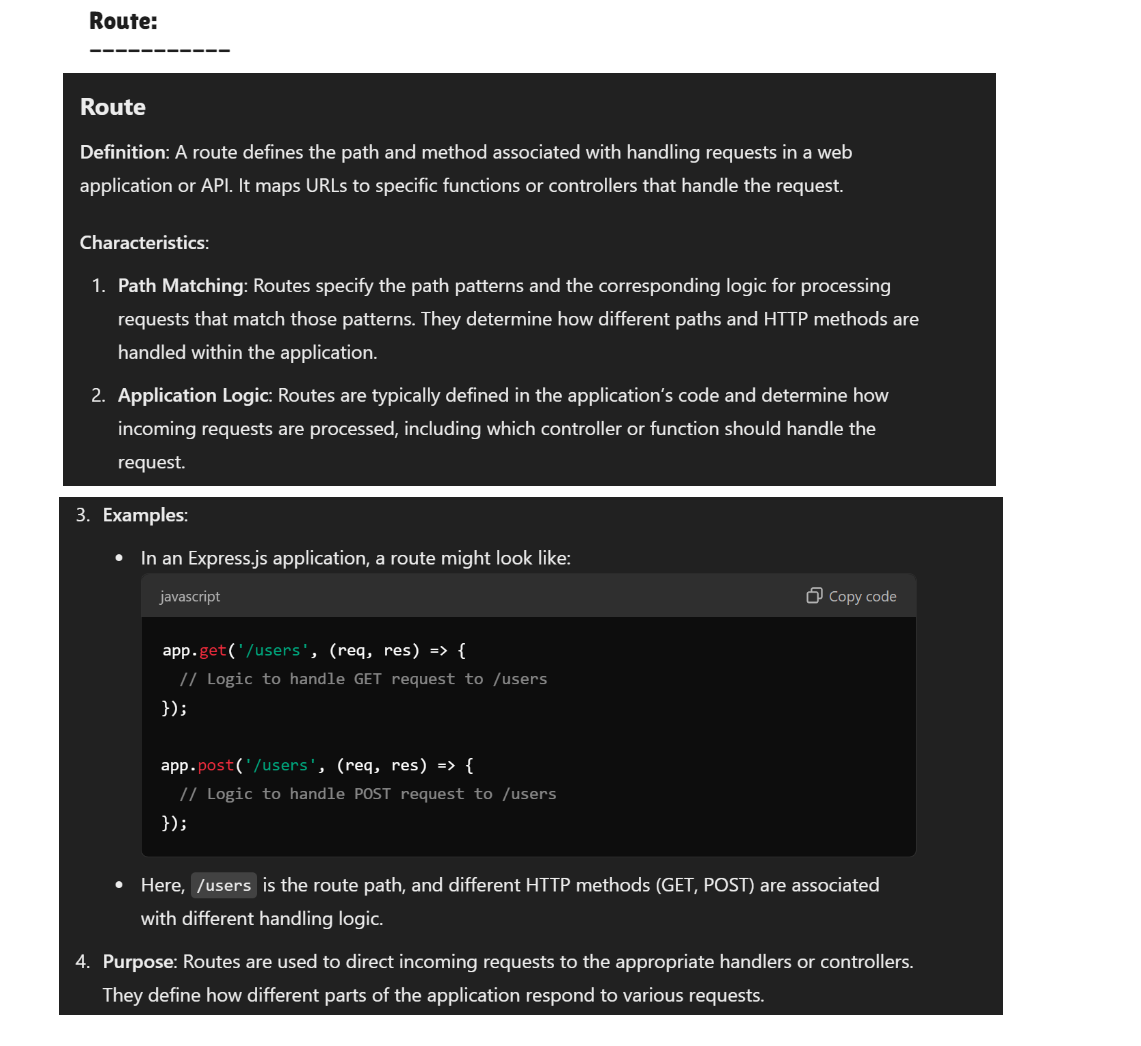 Route:
-----------
Route
Definition: A route defines the path and method associated with handling requests in a web
application or API. It maps URLs to specific functions or controllers that handle the request.
Characteristics:
1. Path Matching: Routes specify the path patterns and the corresponding logic for processing
requests that match those patterns. They determine how different paths and HTTP methods are
handled within the application.
2. Application Logic: Routes are typically defined in the application’s code and determine how
incoming requests are processed, including which controller or function should handle the
request.
3. Examples:
• In an Express.js application, a route might look like:
javascript Copy code
app.get('/users', (req, res) => {
  // Logic to handle GET request to /users
});
app.post('/users', (req, res) => {
  // Logic to handle POST request to /users
});
• Here, /users is the route path, and different HTTP methods (GET, POST) are associated
with different handling logic.
4. Purpose: Routes are used to direct incoming requests to the appropriate handlers or controllers.
They define how different parts of the application respond to various requests.